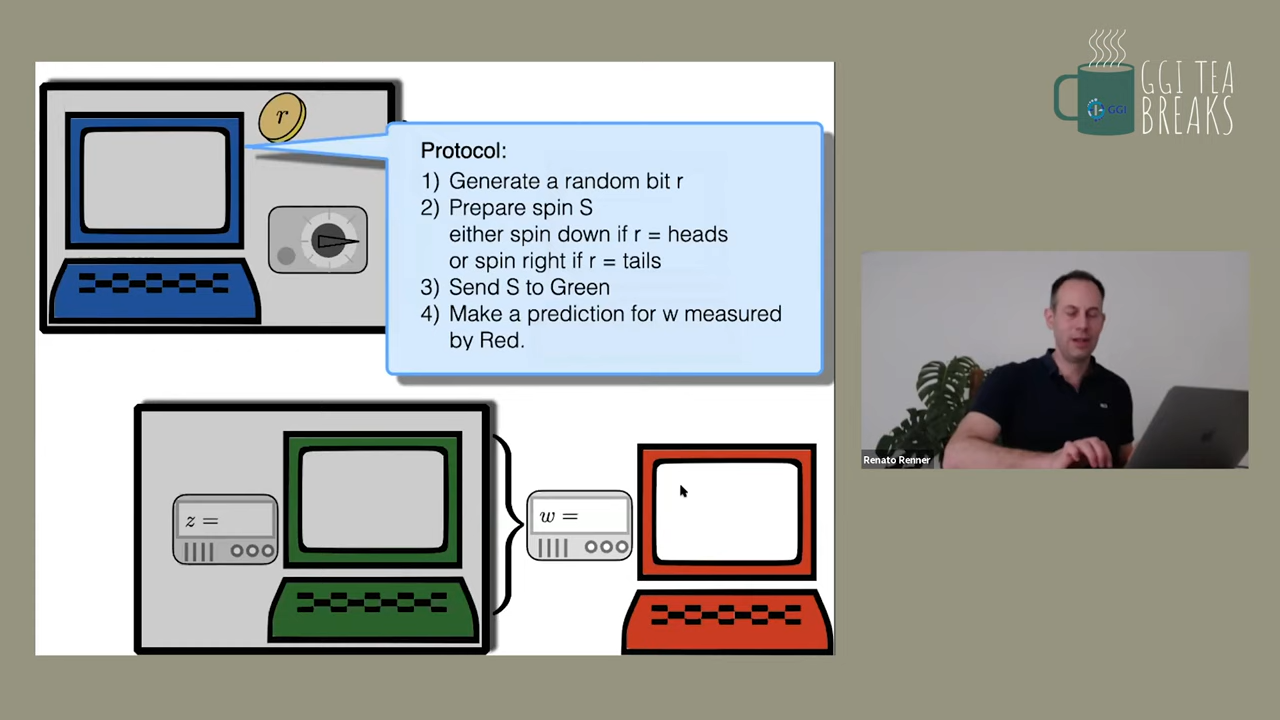 r
Protocol:
1) Generate a random bit r
2) Prepare spin S
either spin down if r = heads
or spin right if r = tails
3) Send S to Green
4) Make a prediction for w measured
by Red.
z =
w =
GGI TEA
BREAKS
GGI
Renato Renner